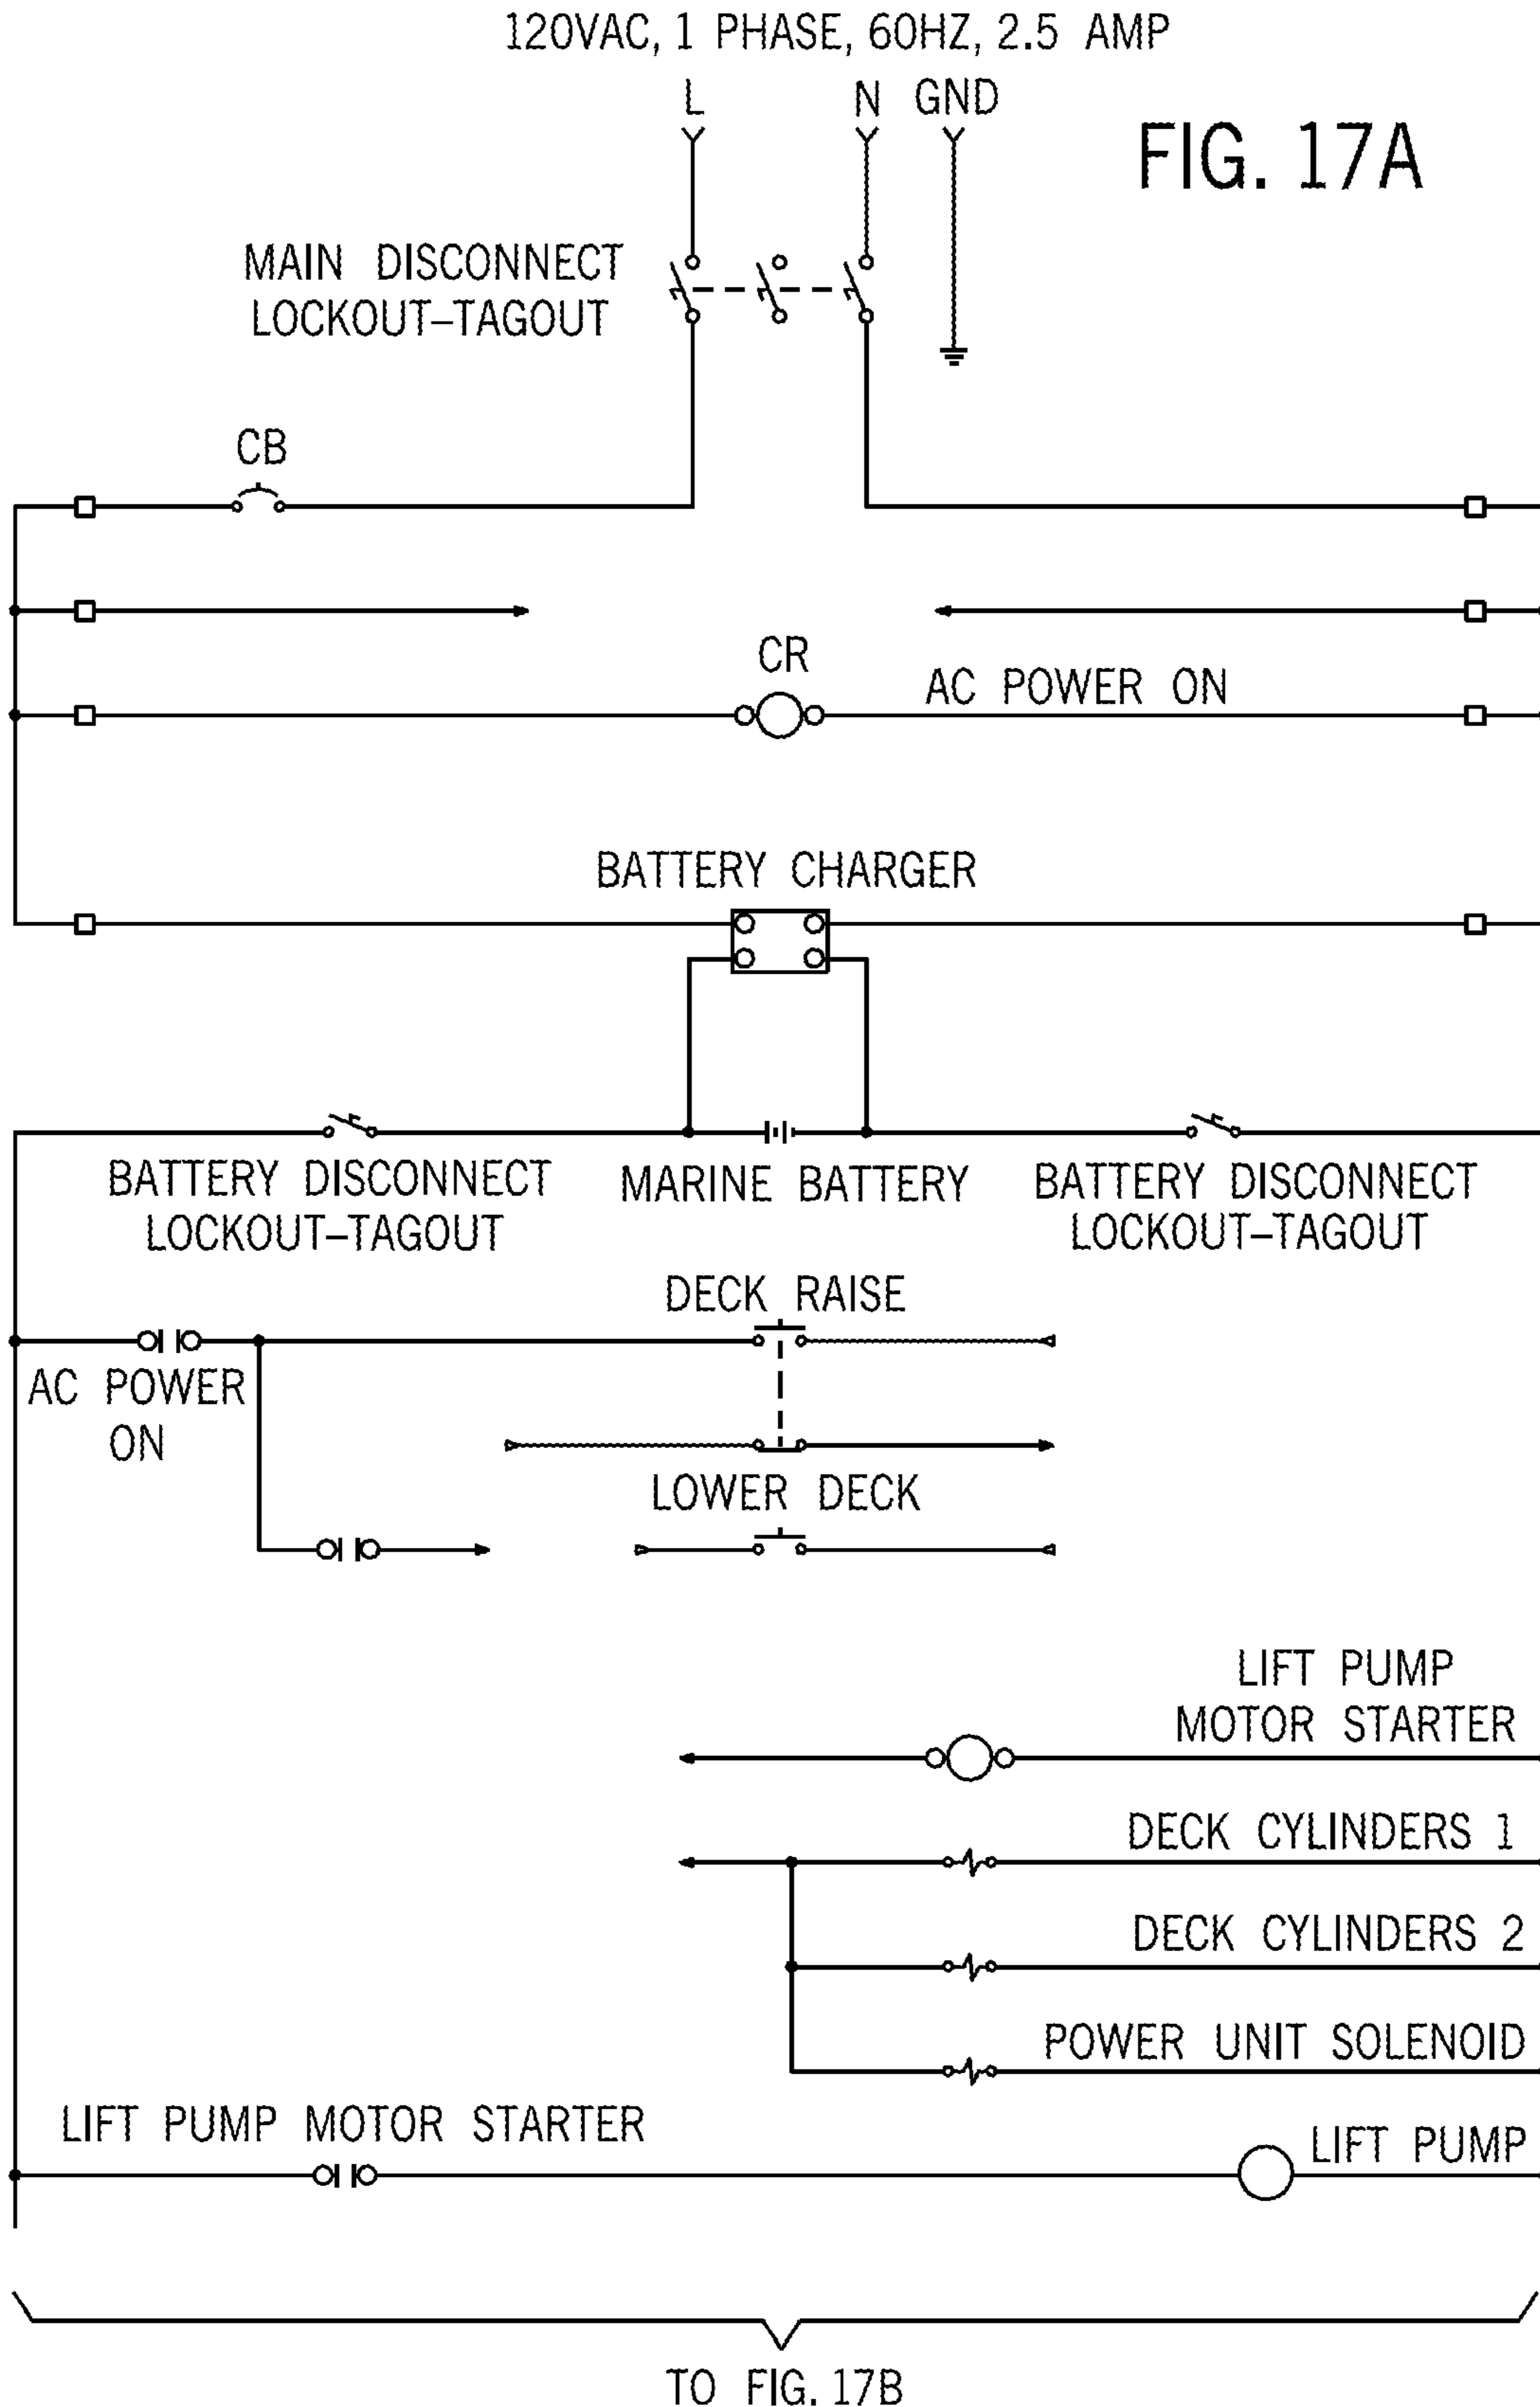 120VAC, 1 PHASE, 60HZ, 2.5 AMP
L N GND
FIG. 17A
MAIN DISCONNECT
LOCKOUT–TAGOUT
CB
CR
AC POWER ON
BATTERY CHARGER
BATTERY DISCONNECT
LOCKOUT–TAGOUT
MARINE BATTERY
BATTERY DISCONNECT
LOCKOUT–TAGOUT
DECK RAISE
AC POWER
ON
LOWER DECK
LIFT PUMP
MOTOR STARTER
DECK CYLINDERS 1
DECK CYLINDERS 2
POWER UNIT SOLENOID
LIFT PUMP MOTOR STARTER
LIFT PUMP
TO FIG. 17B